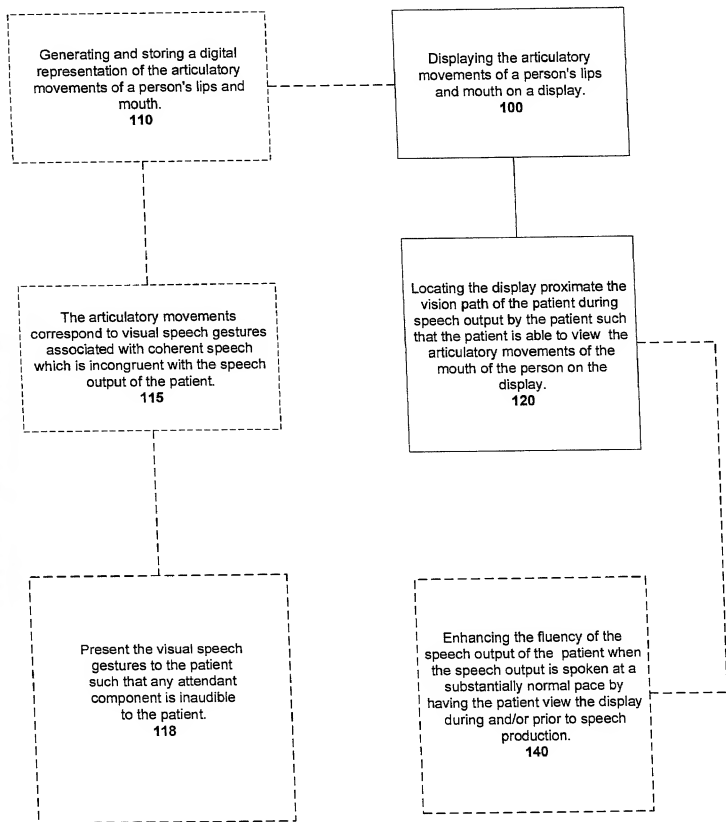 Generating and storing a digital
representation of the articulatory
movements of a person's lips and
mouth.
110
Displaying the articulatory
movements of a person's lips
and mouth on a display.
100
The articulatory movements
correspond to visual speech gestures
associated with coherent speech
which is incongruent with the speech
output of the patient.
115
Locating the display proximate the
vision path of the patient during
speech output by the patient such
that the patient is able to view the
articulatory movements of the
mouth of the person on the
display.
120
Present the visual speech
gestures to the patient
such that any attendant
component is inaudible
to the patient.
118
Enhancing the fluency of the
speech output of the patient when
the speech output is spoken at a
substantially normal pace by
having the patient view the display
during and/or prior to speech
production.
140